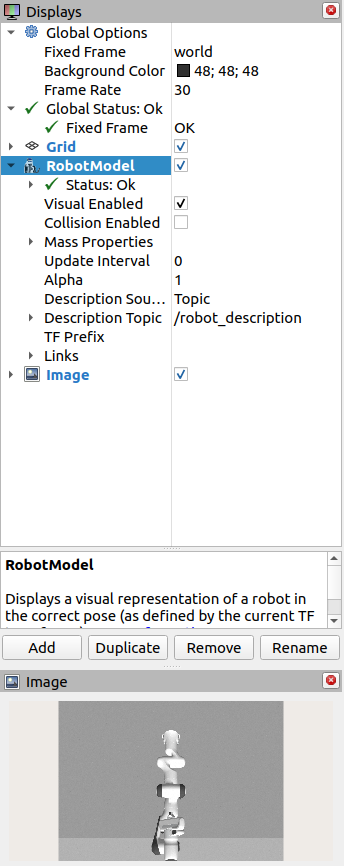 Displays
Global Options
Fixed Frame world
Background Color 48; 48; 48
Frame Rate 30
Global Status: Ok
Fixed Frame OK
Grid
RobotModel
Status: Ok
Visual Enabled
Collision Enabled
Mass Properties
Update Interval 0
Alpha 1
Description Sou... Topic
Description Topic /robot_description
TF Prefix
Links
Image
RobotModel
Displays a visual representation of a robot in
the correct pose (as defined by the current TF
Add Duplicate Remove Rename
Image